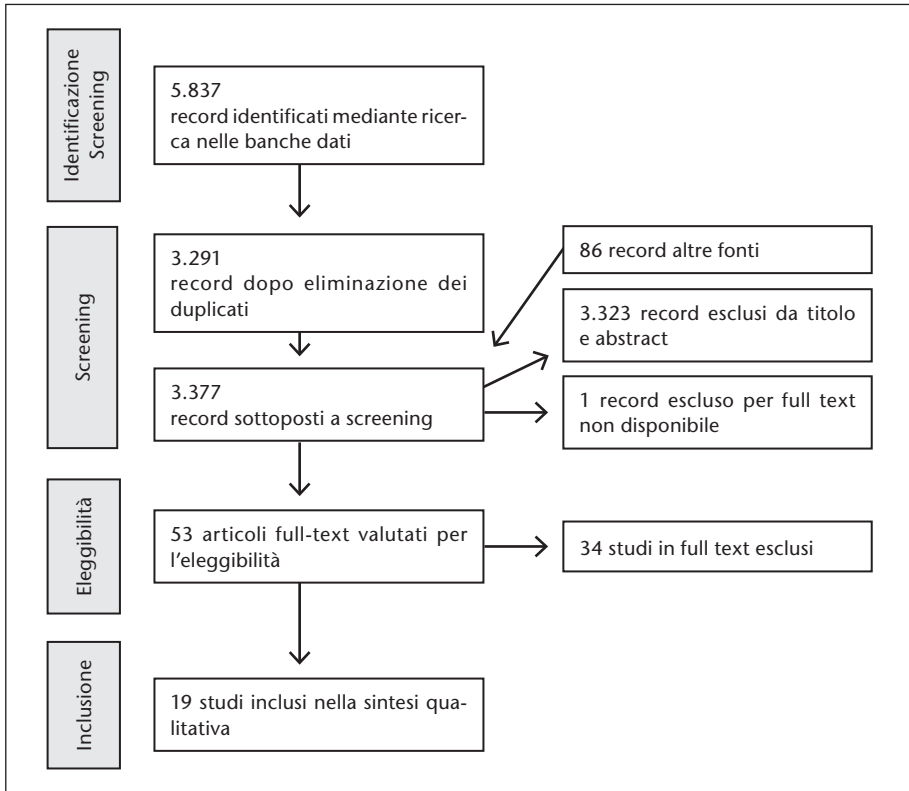 Identificazione
Screening
5.837
record identificati mediante ricer-
ca nelle banche dati
Screening
3.291
record dopo eliminazione dei
duplicati
86 record altre fonti
3.323 record esclusi da titolo
e abstract
3.377
record sottoposti a screening
1 record escluso per full text
non disponibile
Eleggibilità
53 articoli full-text valutati per
l'eleggibilità
34 studi in full text esclusi
Inclusione
19 studi inclusi nella sintesi qua-
litativa